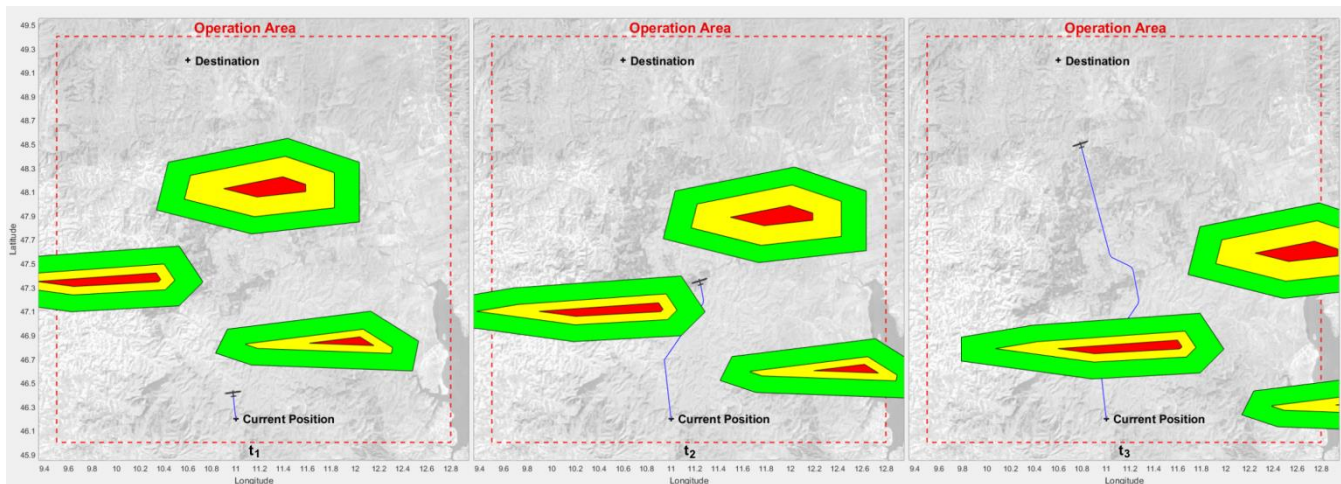 Operation Area
Operation Area
Operation Area
Destination
Destination
Destination
Current Position
Current Position
Current Position
t1
t2
t3
Latitude
49.5
49.3
49.1
48.9
48.7
48.5
48.3
48.1
47.9
47.7
47.5
47.3
47.1
46.9
46.7
46.5
46.3
46.1
45.9
9.4 9.6 9.8 10 10.2 10.4 10.6 10.8 11 11.2 11.4 11.6 11.8 12 12.2 12.4 12.6 12.8
9.4 9.6 9.8 10 10.2 10.4 10.6 10.8 11 11.2 11.4 11.6 11.8 12 12.2 12.4 12.6 12.8
9.4 9.6 9.8 10 10.2 10.4 10.6 10.8 11 11.2 11.4 11.6 11.8 12 12.2 12.4 12.6 12.8
Longitude
Longitude
Longitude